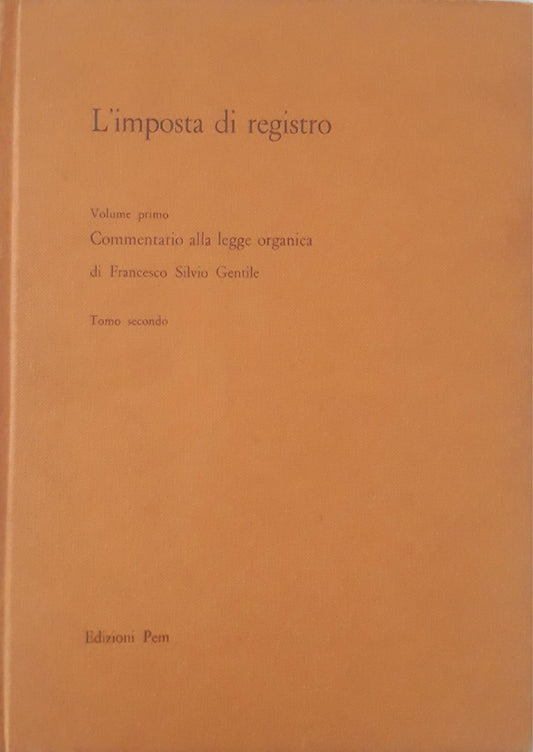 L'imposta di registro
Volume primo
Commentario alla legge organica
di Francesco Silvio Gentile
Tomo secondo
Edizioni Pem